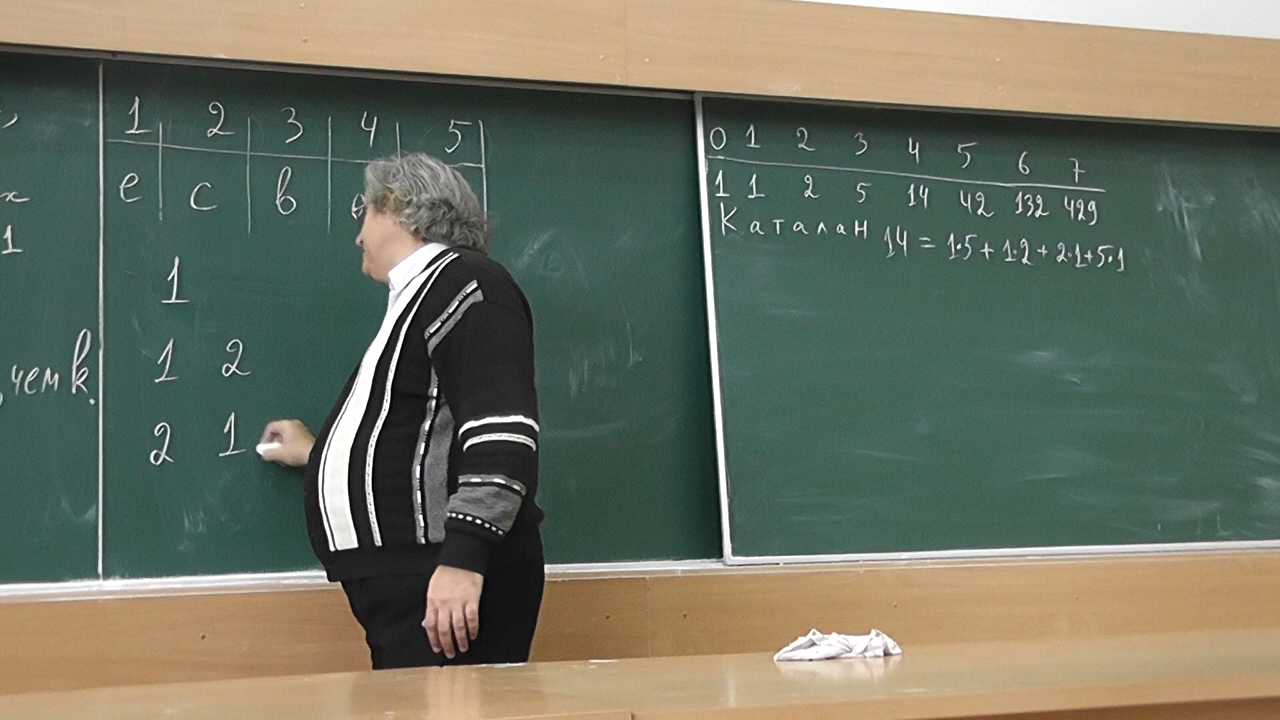 х
1
чем k.
1 2 3 4 5
е с в
1
1 2
2 1
0 1 2 3 4 5 6 7
1 1 2 5 14 42 132 429
Каталан 14 = 1·5 + 1·2 + 2·1 + 5·1